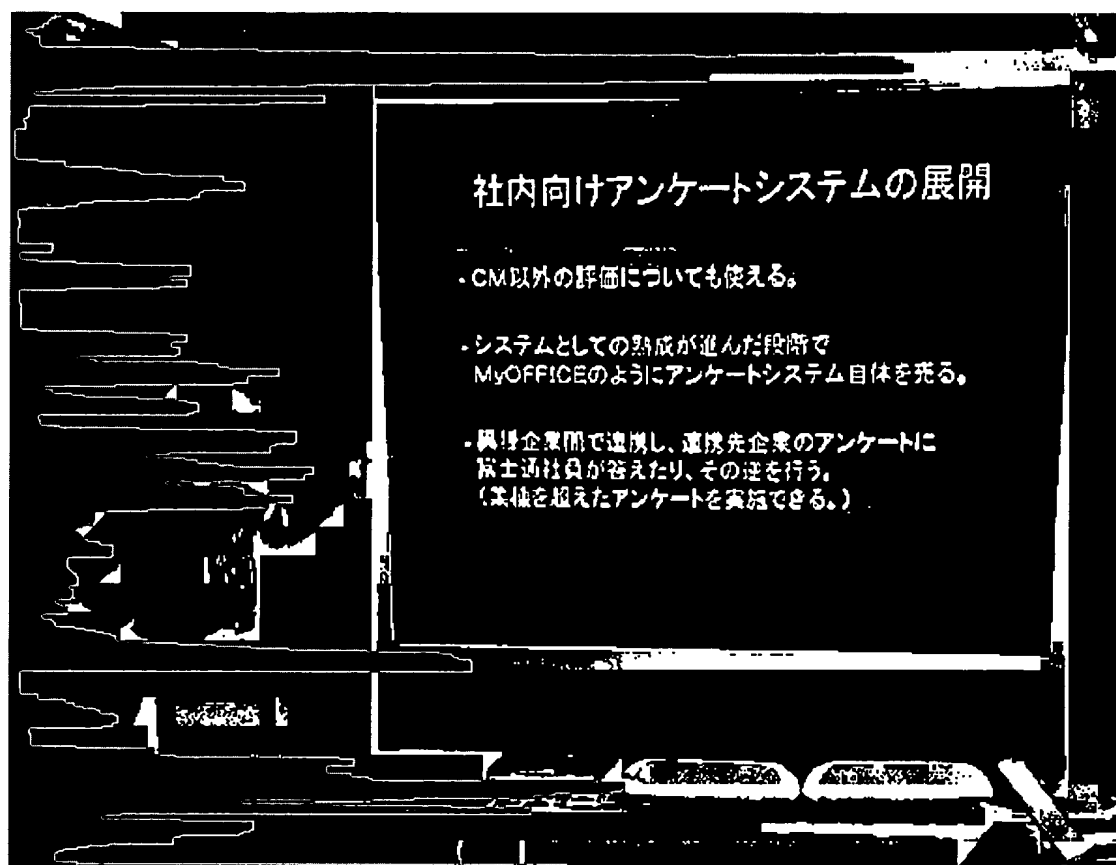 社内向けアンケートシステムの展開
・CM以外の評価についても使える。
・システムとしての熟成が進んだ段階で
MyOFFICEのようにアンケートシステム自体を売る。
・異種企業間で連携し、連携先企業のアンケートに
富士通社員が答えたり、その逆を行う。
(業種を超えたアンケートを実施できる。)